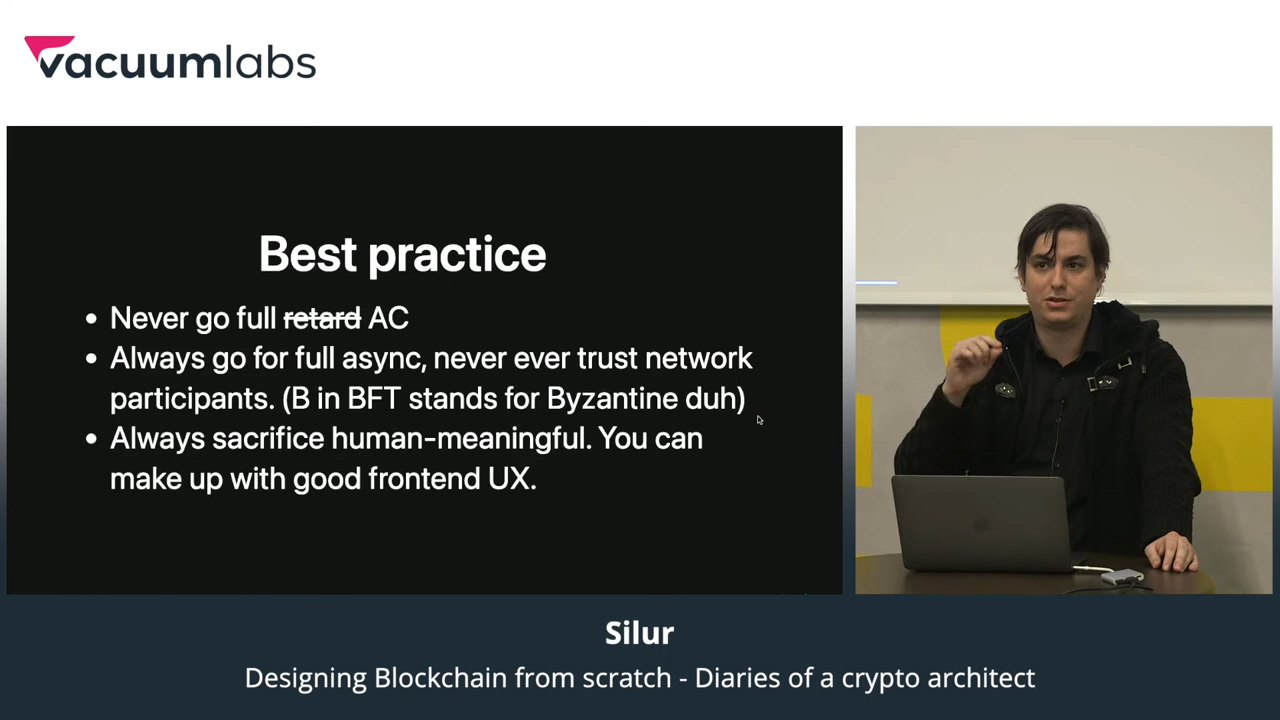 vacuumlabs
Best practice
• Never go full retard AC
• Always go for full async, never ever trust network
participants. (B in BFT stands for Byzantine duh)
• Always sacrifice human-meaningful. You can
make up with good frontend UX.
Silur
Designing Blockchain from scratch - Diaries of a crypto architect